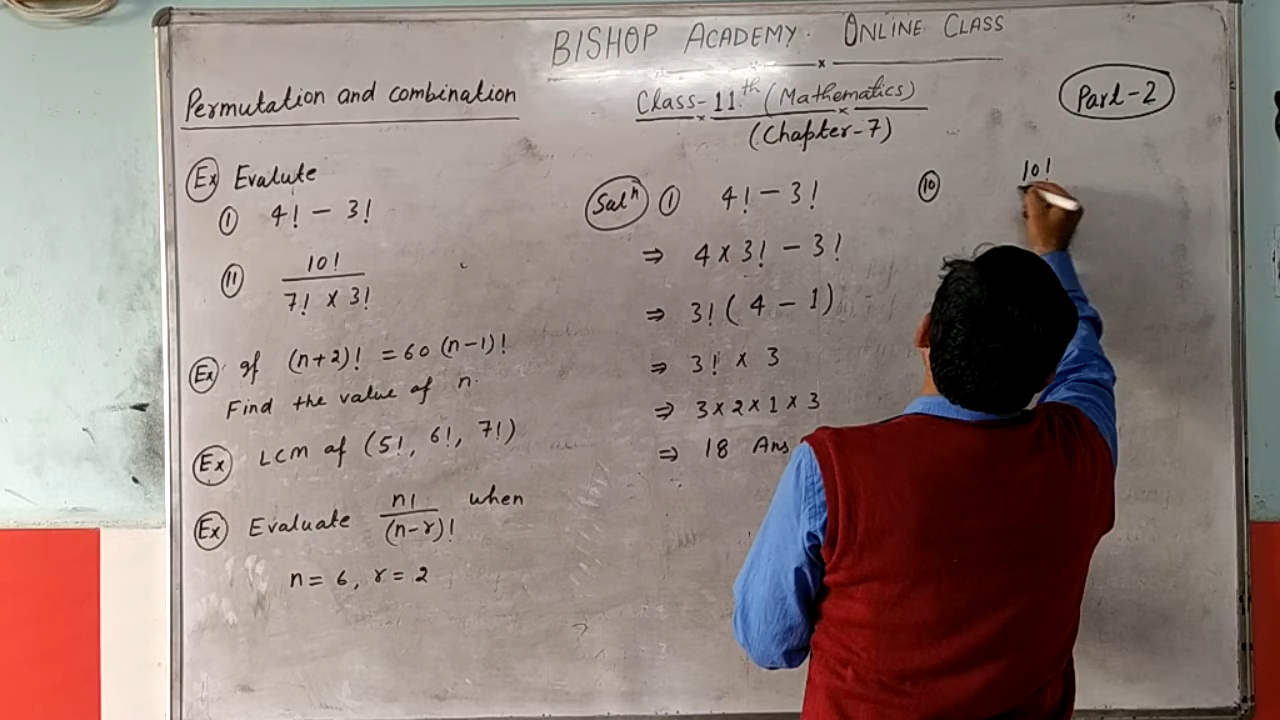 BISHOP ACADEMY. ONLINE CLASS
Permutation and combination
Class-11th (Mathematics)
(Chapter-7)
Part-2
Ex Evalute
(I) 4! - 3!
(II) 10!
7! × 3!
Ex If (n+2)! = 60 (n-1)!
Find the value of n.
Ex LCM of (5!, 6!, 7!)
Ex Evaluate n! when
(n-r)!
n = 6, r = 2
Solⁿ (I) 4! - 3!
⇒ 4 × 3! - 3!
⇒ 3! (4 - 1)
⇒ 3! × 3
⇒ 3 × 2 × 1 × 3
⇒ 18 Ans
(II) 10!